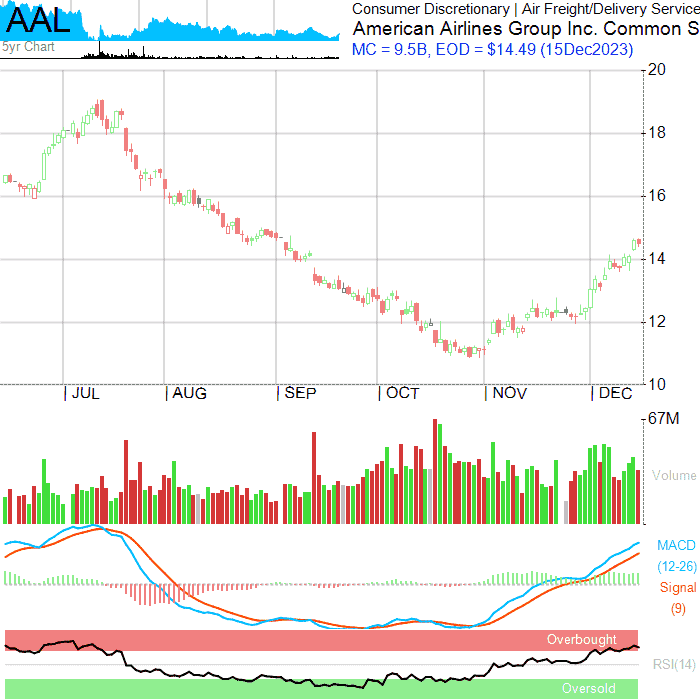 AAL
5yr Chart
Consumer Discretionary | Air Freight/Delivery Service
American Airlines Group Inc. Common S
MC = 9.5B, EOD = $14.49 (15Dec2023)
20
18
16
14
12
10
JUL AUG SEP OCT NOV DEC
67M
Volume
MACD
(12-26)
Signal
(9)
Overbought
RSI(14)
Oversold